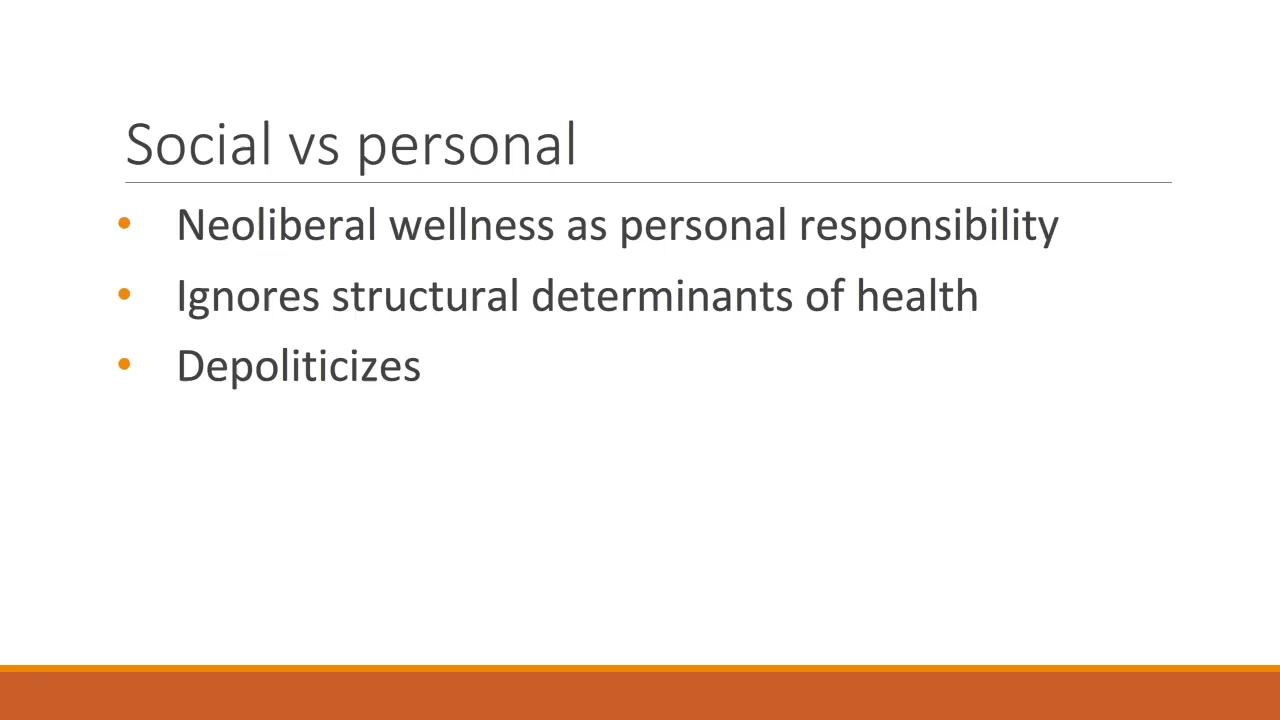 Social vs personal
• Neoliberal wellness as personal responsibility
• Ignores structural determinants of health
• Depoliticizes